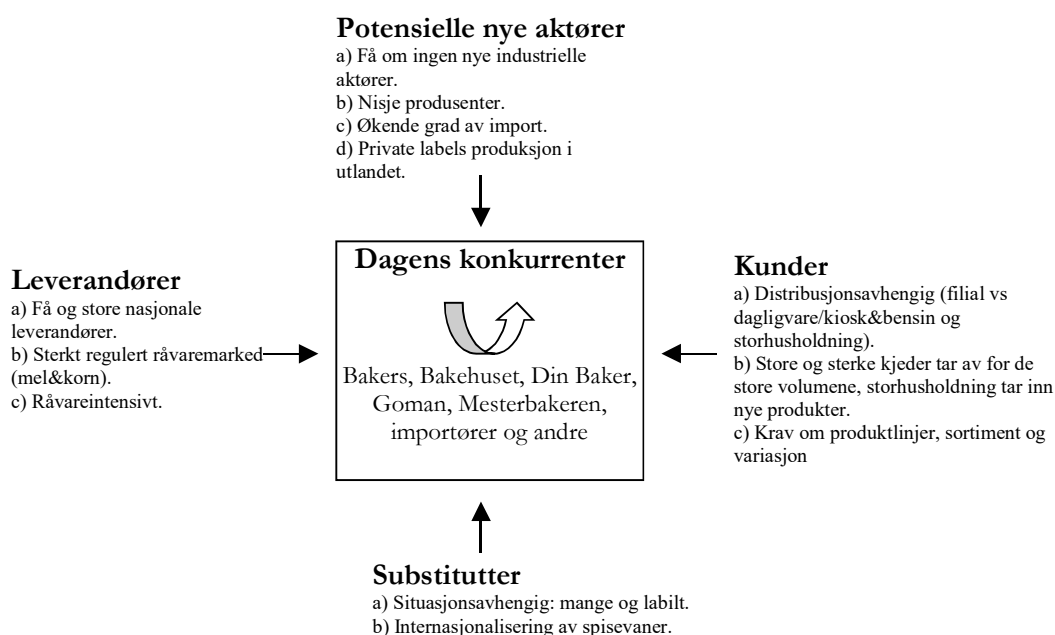 Potensielle nye aktører
a) Få om ingen nye industrielle
aktører.
b) Nisje produsenter.
c) Økende grad av import.
d) Private labels produksjon i
utlandet.
Leverandører
a) Få og store nasjonale
leverandører.
b) Sterkt regulert råvaremarked
(mel&korn).
c) Råvareintensivt.
Dagens konkurrenter
Bakers, Bakehuset, Din Baker,
Goman, Mesterbakeren,
importører og andre
Kunder
a) Distribusjonsavhengig (filial vs
dagligvare/kiosk&bensin og
storhusholdning).
b) Store og sterke kjeder tar av for de
store volumene, storhusholdning tar inn
nye produkter.
c) Krav om produktlinjer, sortiment og
variasjon
Substitutter
a) Situasjonsavhengig: mange og labilt.
b) Internasjonalisering av spisevaner.